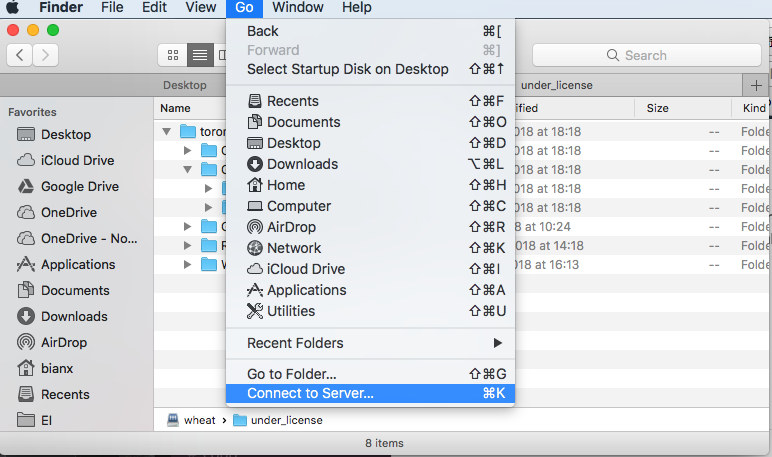 Finder File Edit View Go Window Help
Back ⌘[
Forward ⌘]
Select Startup Disk on Desktop ⇧⌘↑
Search
Desktop
under_license
Favorites
Desktop
iCloud Drive
Google Drive
OneDrive
OneDrive - No...
Applications
Documents
Downloads
AirDrop
bianx
Recents
EI
Name
Size
Kind
Recents ⇧⌘F
Documents ⇧⌘O
Desktop ⇧⌘D
Downloads ⌥⌘L
Home ⇧⌘H
Computer ⇧⌘C
AirDrop ⇧⌘R
Network ⇧⌘K
iCloud Drive ⇧⌘I
Applications ⇧⌘A
Utilities ⇧⌘U
Recent Folders
Go to Folder... ⇧⌘G
Connect to Server... ⌘K
018 at 18:18 -- Folde
018 at 18:18 -- Folde
018 at 18:18 -- Folde
018 at 18:18 -- Folde
018 at 18:18 -- Folde
8 at 10:24 -- Folde
018 at 14:18 -- Folde
018 at 16:13 -- Folde
wheat › under_license
8 items